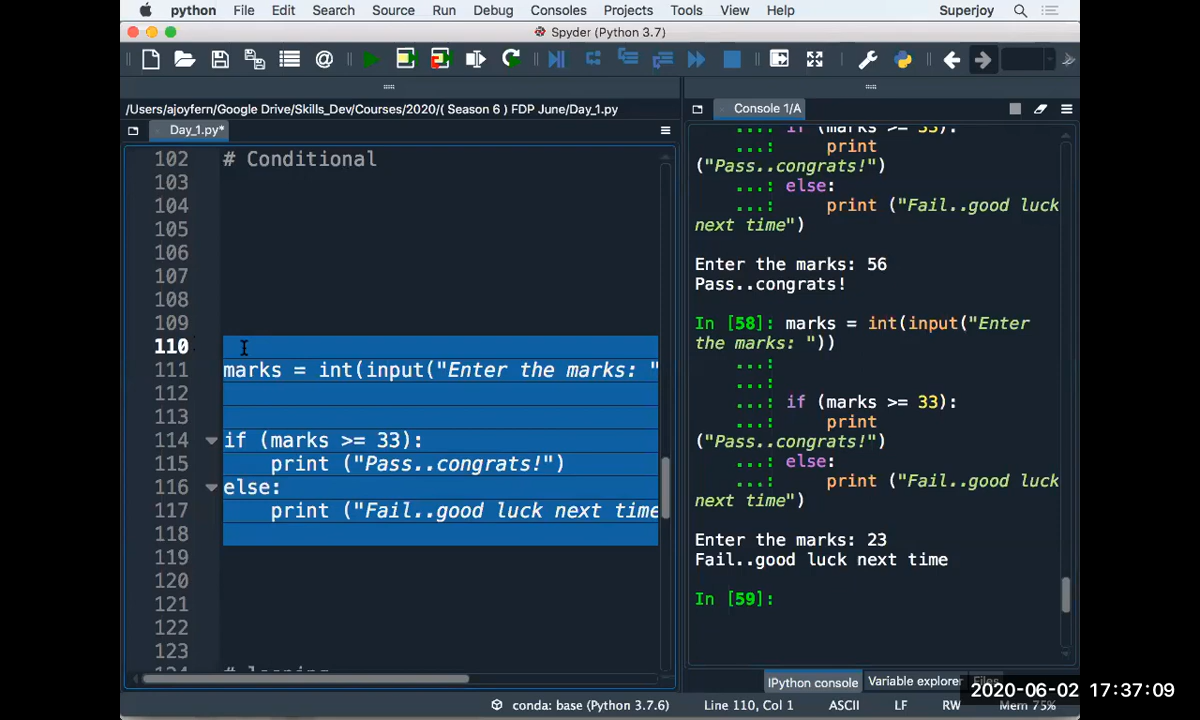 python File Edit Search Source Run Debug Consoles Projects Tools View Help Superjoy
Spyder (Python 3.7)
/Users/ajoyfern/Google Drive/Skills_Dev/Courses/2020/( Season 6 ) FDP June/Day_1.py
Day_1.py*
102 # Conditional
103
104
105
106
107
108
109
110
111 marks = int(input("Enter the marks: "
112
113
114 if (marks >= 33):
115 print ("Pass..congrats!")
116 else:
117 print ("Fail..good luck next time
118
119
120
121
122
123
Console 1/A
...: if (marks >= 33):
...: print
("Pass..congrats!")
...: else:
...: print ("Fail..good luck
next time")
Enter the marks: 56
Pass..congrats!
In [58]: marks = int(input("Enter
the marks: "))
...:
...:
...: if (marks >= 33):
...: print
("Pass..congrats!")
...: else:
...: print ("Fail..good luck
next time")
Enter the marks: 23
Fail..good luck next time
In [59]:
IPython console Variable explorer Files
conda: base (Python 3.7.6) Line 110, Col 1 ASCII LF RW Mem 75%
2020-06-02 17:37:09